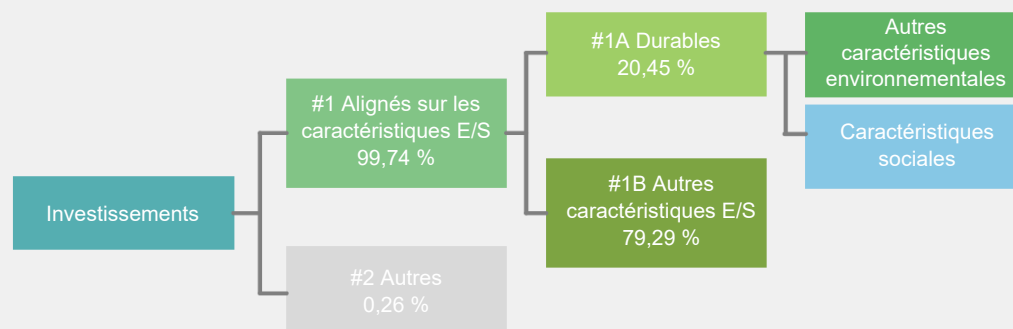 Investissements
#1 Alignés sur les
caractéristiques E/S
99,74 %
#2 Autres
0,26 %
#1A Durables
20,45 %
#1B Autres
caractéristiques E/S
79,29 %
Autres
caractéristiques
environnementales
Caractéristiques
sociales